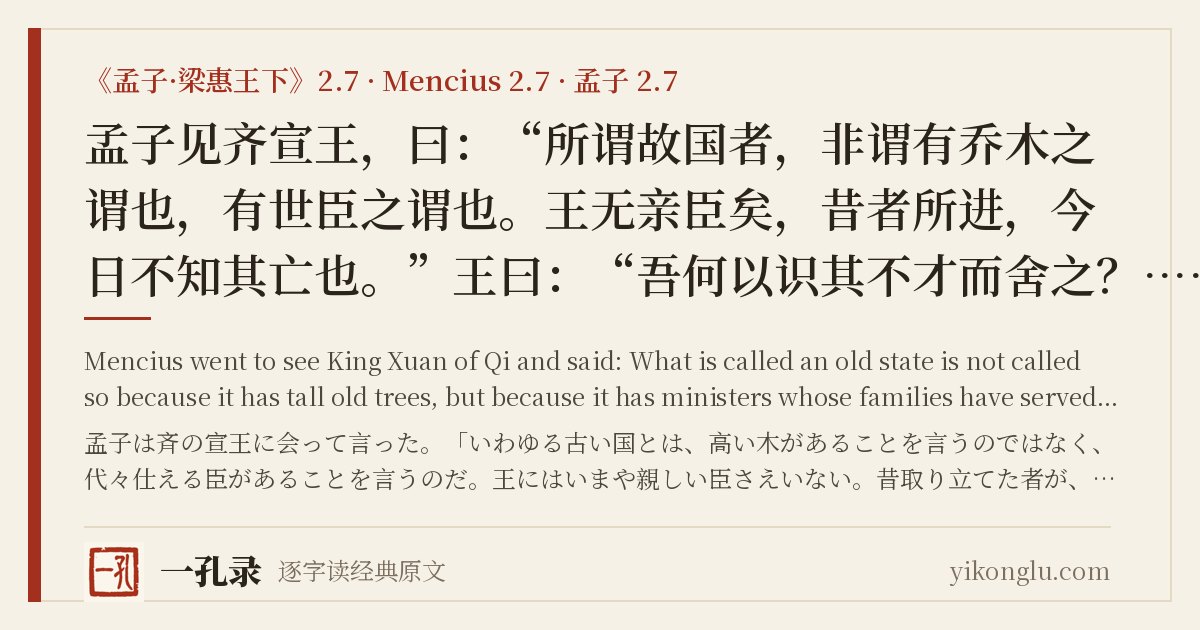 《孟子·梁惠王下》2.7 · Mencius 2.7 · 孟子 2.7
孟子见齐宣王，曰：“所谓故国者，非谓有乔木之
谓也，有世臣之谓也。王无亲臣矣，昔者所进，今
日不知其亡也。”王曰：“吾何以识其不才而舍之？……
Mencius went to see King Xuan of Qi and said: What is called an old state is not called
so because it has tall old trees, but because it has ministers whose families have served…
孟子は斉の宣王に会って言った。「いわゆる古い国とは、高い木があることを言うのではなく、
代々仕える臣があることを言うのだ。王にはいまや親しい臣さえいない。昔取り立てた者が、…
一孔
一孔录 逐字读经典原文
yikonglu.com